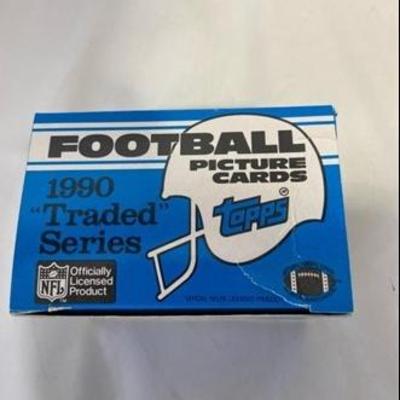 FOOTBALL
PICTURE
CARDS
1990
"Traded"
Series
topps
NFL
Officially
Licensed
Product